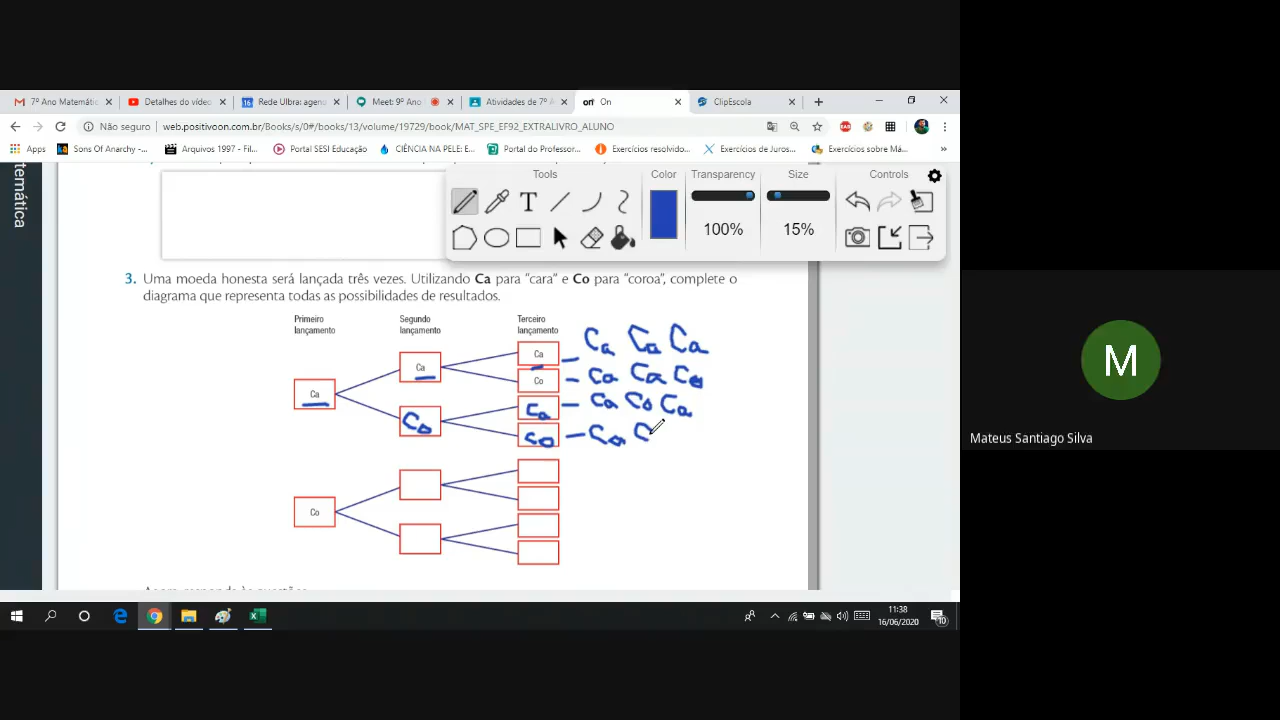 7º Ano Matemátic
Detalhes do vídeo
Rede Ulbra: agen
Meet: 9º Ano
Atividades de 7º A
On
ClipEscola
Não seguro
web.positivoon.com.br/Books/s/0#/books/13/volume/19729/book/MAT_SPE_EF92_EXTRALIVRO_ALUNO
Apps
Sons Of Anarchy -...
Arquivos 1997 - Fil...
Portal SESI Educação
CIÊNCIA NA PELE: E...
Portal do Professor...
Exercícios resolvido...
Exercícios de Juros...
Exercícios sobre Má...
temática
Tools
Color
Transparency
Size
Controls
100%
15%
3. Uma moeda honesta será lançada três vezes. Utilizando Ca para "cara" e Co para "coroa", complete o
diagrama que representa todas as possibilidades de resultados.
Primeiro
lançamento
Segundo
lançamento
Terceiro
lançamento
Ca
Ca
Ca
Ca Ca Ca
Co
Ca Ca Co
Co
Ca
Ca Co Ca
Co
Ca C
Co
M
Mateus Santiago Silva
11:38
16/06/2020
10